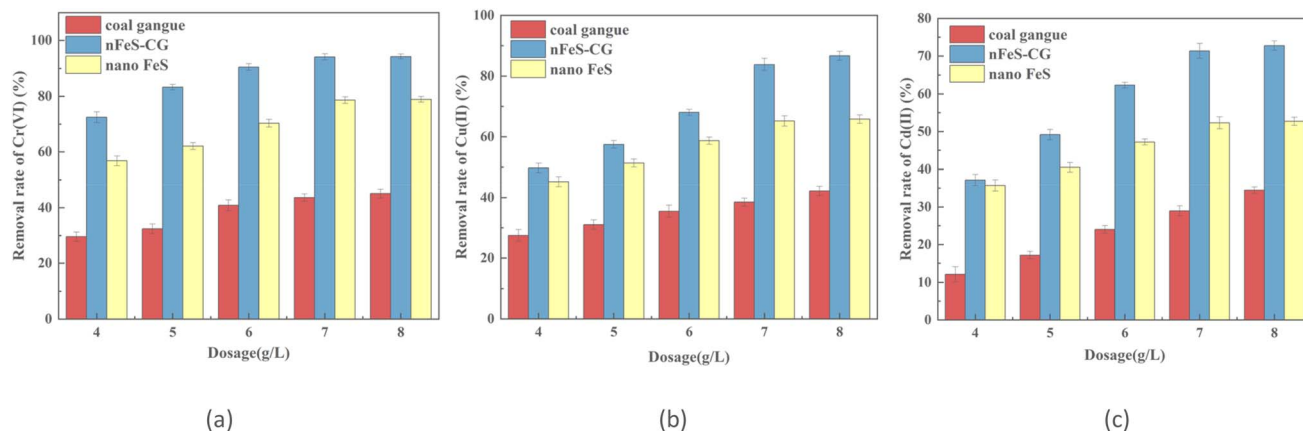 Removal rate of Cr(VI) (%)
100
80
60
40
20
0
coal gangue
nFeS-CG
nano FeS
4 5 6 7 8
Dosage(g/L)
(a)
Removal rate of Cu(II) (%)
100
80
60
40
20
0
coal gangue
nFeS-CG
nano FeS
4 5 6 7 8
Dosage(g/L)
(b)
Removal rate of Cd(II) (%)
80
70
60
50
40
30
20
10
0
coal gangue
nFeS-CG
nano FeS
4 5 6 7 8
Dosage(g/L)
(c)